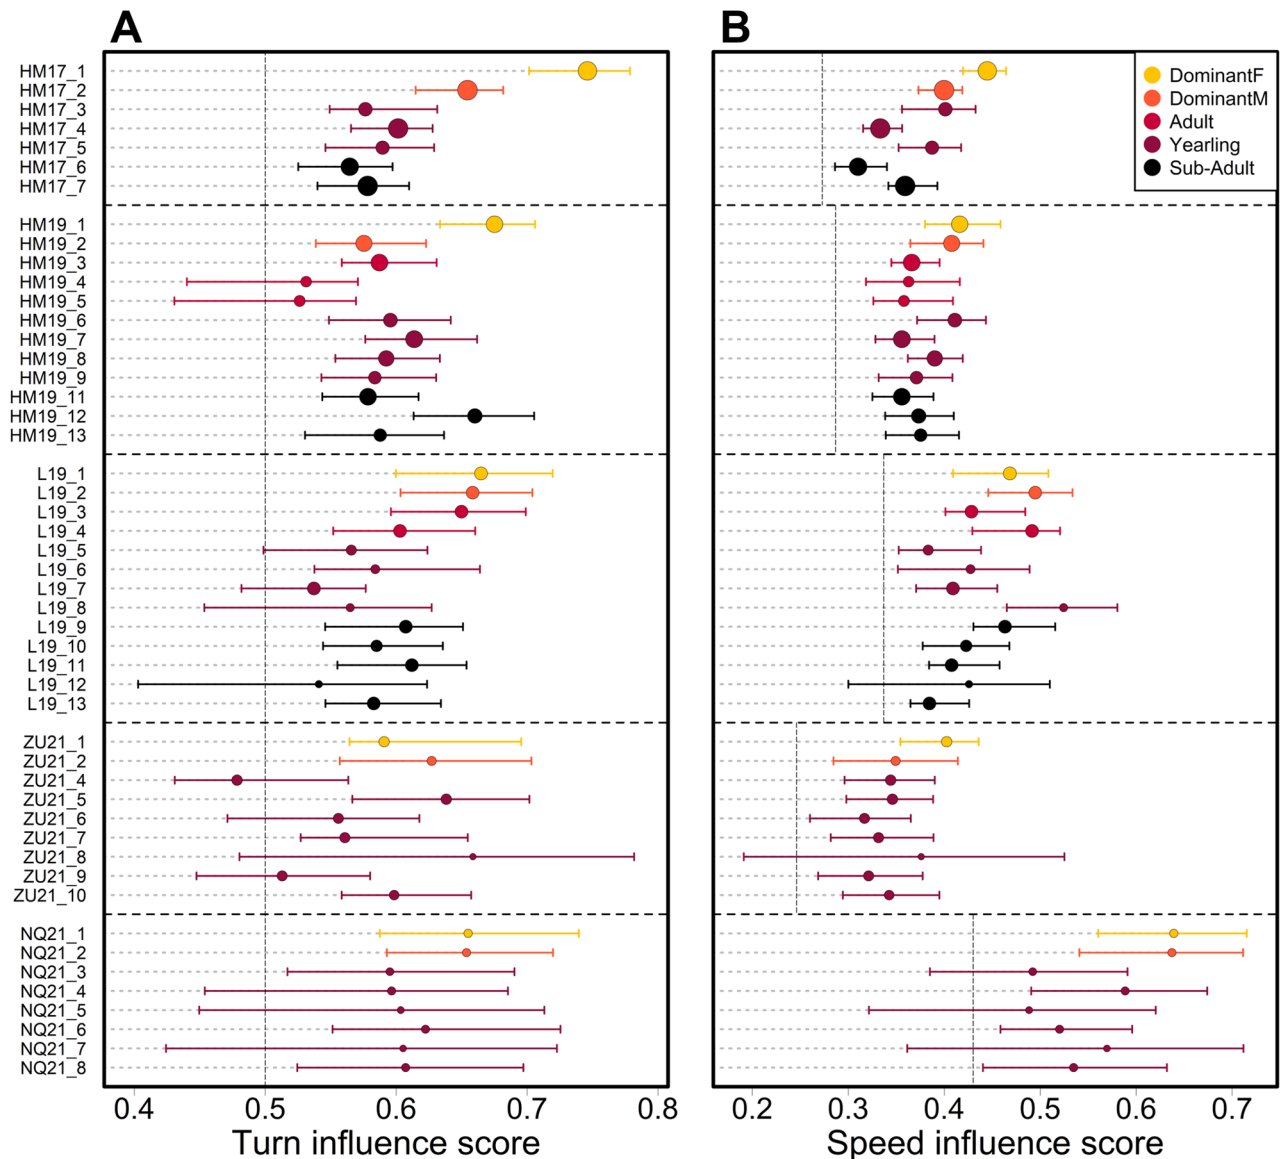 A
B
HM17_1
HM17_2
HM17_3
HM17_4
HM17_5
HM17_6
HM17_7
HM19_1
HM19_2
HM19_3
HM19_4
HM19_5
HM19_6
HM19_7
HM19_8
HM19_9
HM19_11
HM19_12
HM19_13
L19_1
L19_2
L19_3
L19_4
L19_5
L19_6
L19_7
L19_8
L19_9
L19_10
L19_11
L19_12
L19_13
ZU21_1
ZU21_2
ZU21_4
ZU21_5
ZU21_6
ZU21_7
ZU21_8
ZU21_9
ZU21_10
NQ21_1
NQ21_2
NQ21_3
NQ21_4
NQ21_5
NQ21_6
NQ21_7
NQ21_8
DominantF
DominantM
Adult
Yearling
Sub-Adult
0.4 0.5 0.6 0.7 0.8
Turn influence score
0.2 0.3 0.4 0.5 0.6 0.7
Speed influence score